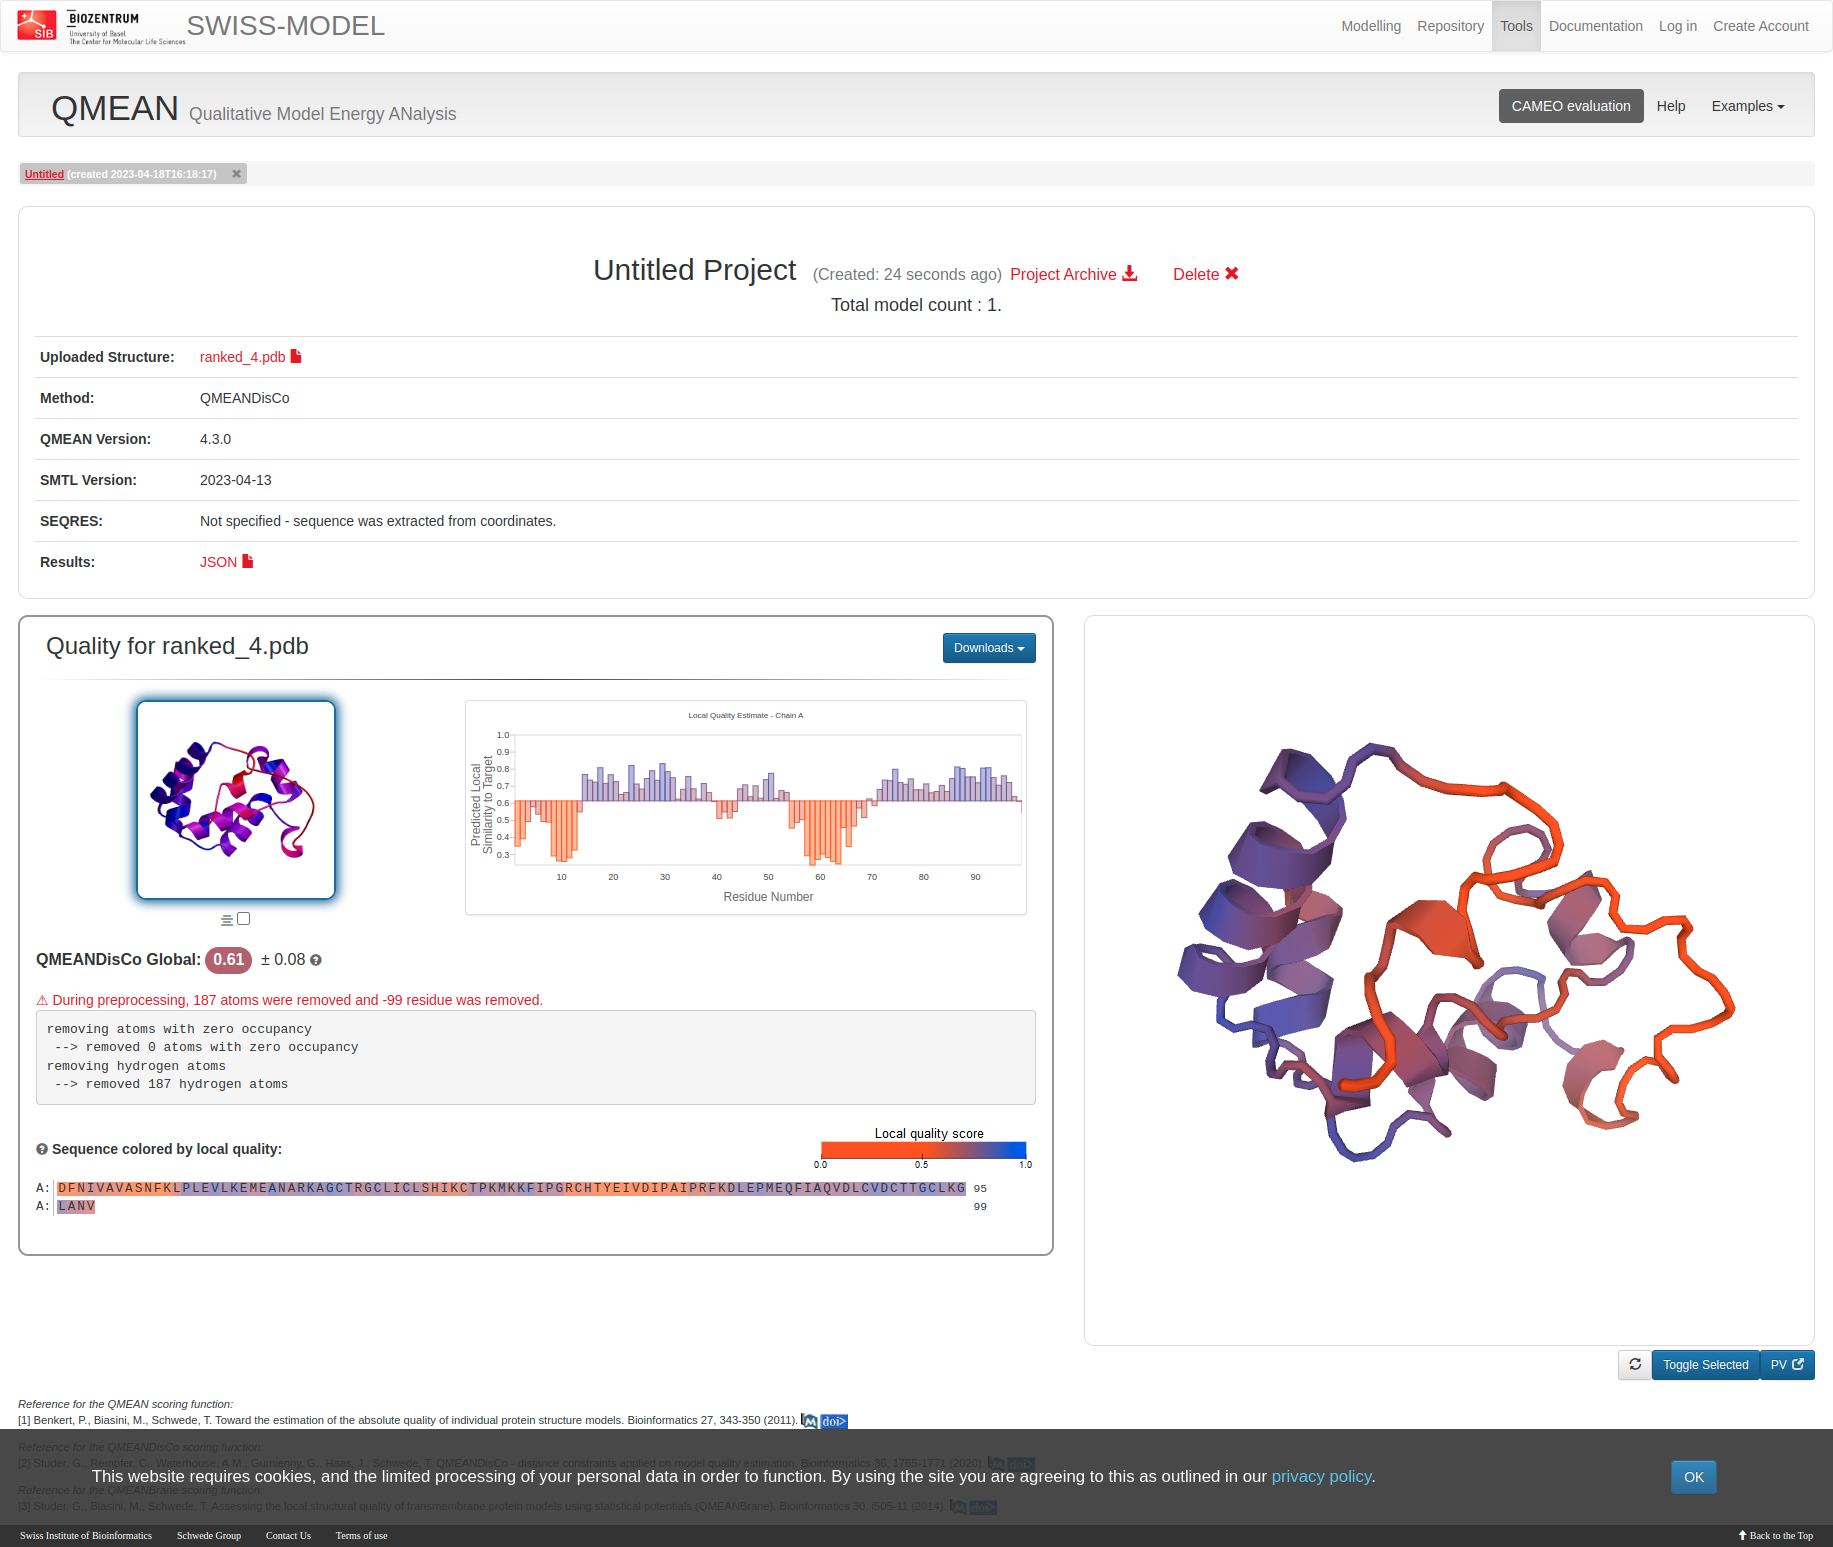 SIB
BIOZENTRUM
University of Basel
The Center for Molecular Life Sciences
SWISS-MODEL
Modelling Repository Tools Documentation Log in Create Account
QMEAN Qualitative Model Energy ANalysis
CAMEO evaluation Help Examples
Untitled (created 2023-04-18T16:18:17)
Untitled Project (Created: 24 seconds ago) Project Archive Delete
Total model count : 1.
Uploaded Structure: ranked_4.pdb
Method: QMEANDisCo
QMEAN Version: 4.3.0
SMTL Version: 2023-04-13
SEQRES: Not specified - sequence was extracted from coordinates.
Results: JSON
Quality for ranked_4.pdb
Downloads
Local Quality Estimate - Chain A
Predicted Local
Similarity to Target
1.0
0.9
0.8
0.7
0.6
0.5
0.4
0.3
10 20 30 40 50 60 70 80 90
Residue Number
QMEANDisCo Global: 0.61 ± 0.08
⚠ During preprocessing, 187 atoms were removed and -99 residue was removed.
removing atoms with zero occupancy
--> removed 0 atoms with zero occupancy
removing hydrogen atoms
--> removed 187 hydrogen atoms
Sequence colored by local quality:
Local quality score
0.0 0.5 1.0
A: DFNIVAVASNFKLPLEVLKEMEANARKAGCTRGCLICLSHIKCTPKMKKFIPGRCHTYEIVDIPAIPRFKDLEPMEQFIAQVDLCVDCTTGCLKG 95
A: LANV 99
Toggle Selected PV
Reference for the QMEAN scoring function:
[1] Benkert, P., Biasini, M., Schwede, T. Toward the estimation of the absolute quality of individual protein structure models. Bioinformatics 27, 343-350 (2011). M doi>
Reference for the QMEANDisCo scoring function:
[2] Studer, G., Rempfer, C., Waterhouse, A.M., Gumienny, G., Haas, J., Schwede, T. QMEANDisCo - distance constraints applied on model quality estimation. Bioinformatics 36, 1765-1771 (2020). M doi>
This website requires cookies, and the limited processing of your personal data in order to function. By using the site you are agreeing to this as outlined in our privacy policy.
OK
Reference for the QMEANBrane scoring function:
[3] Studer, G., Biasini, M., Schwede, T. Assessing the local structural quality of transmembrane protein models using statistical potentials (QMEANBrane). Bioinformatics 30, i505-11 (2014). M doi>
Swiss Institute of Bioinformatics Schwede Group Contact Us Terms of use
Back to the Top